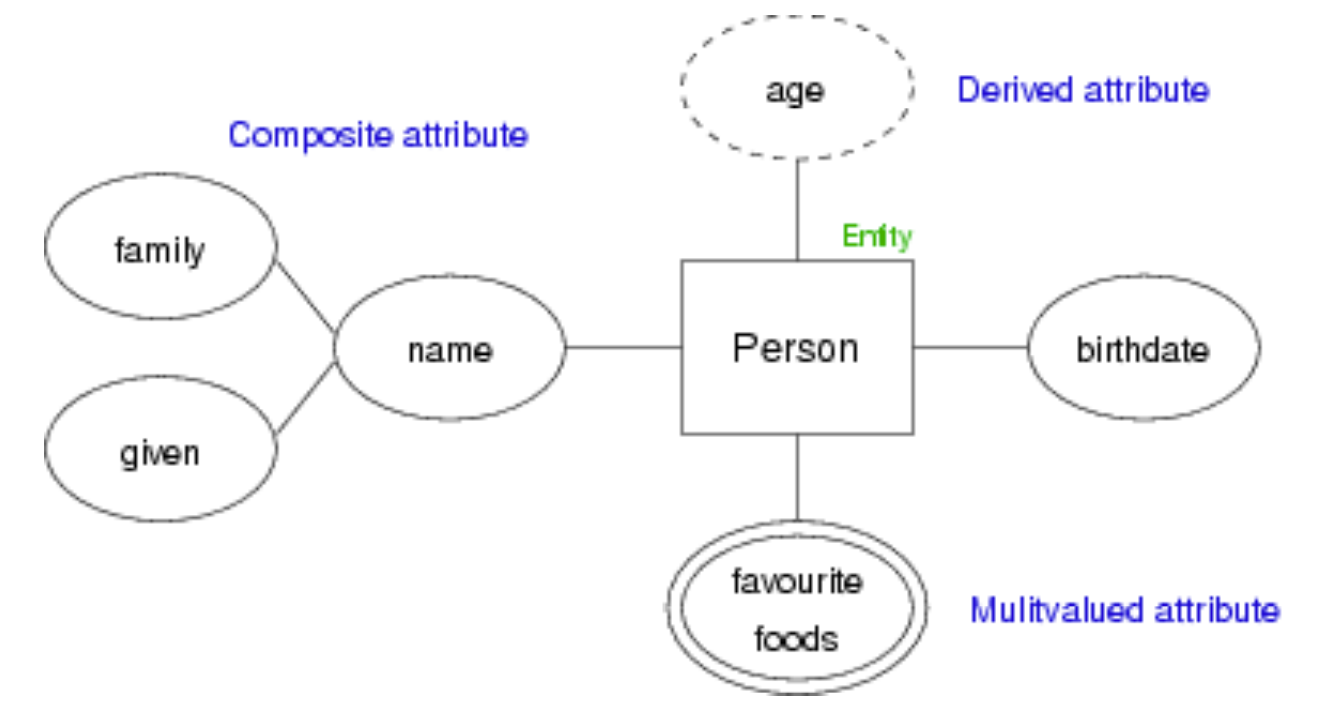 age
Derived attribute
Composite attribute
Entity
family
name
Person
birthdate
given
favourite
foods
Mulitvalued attribute